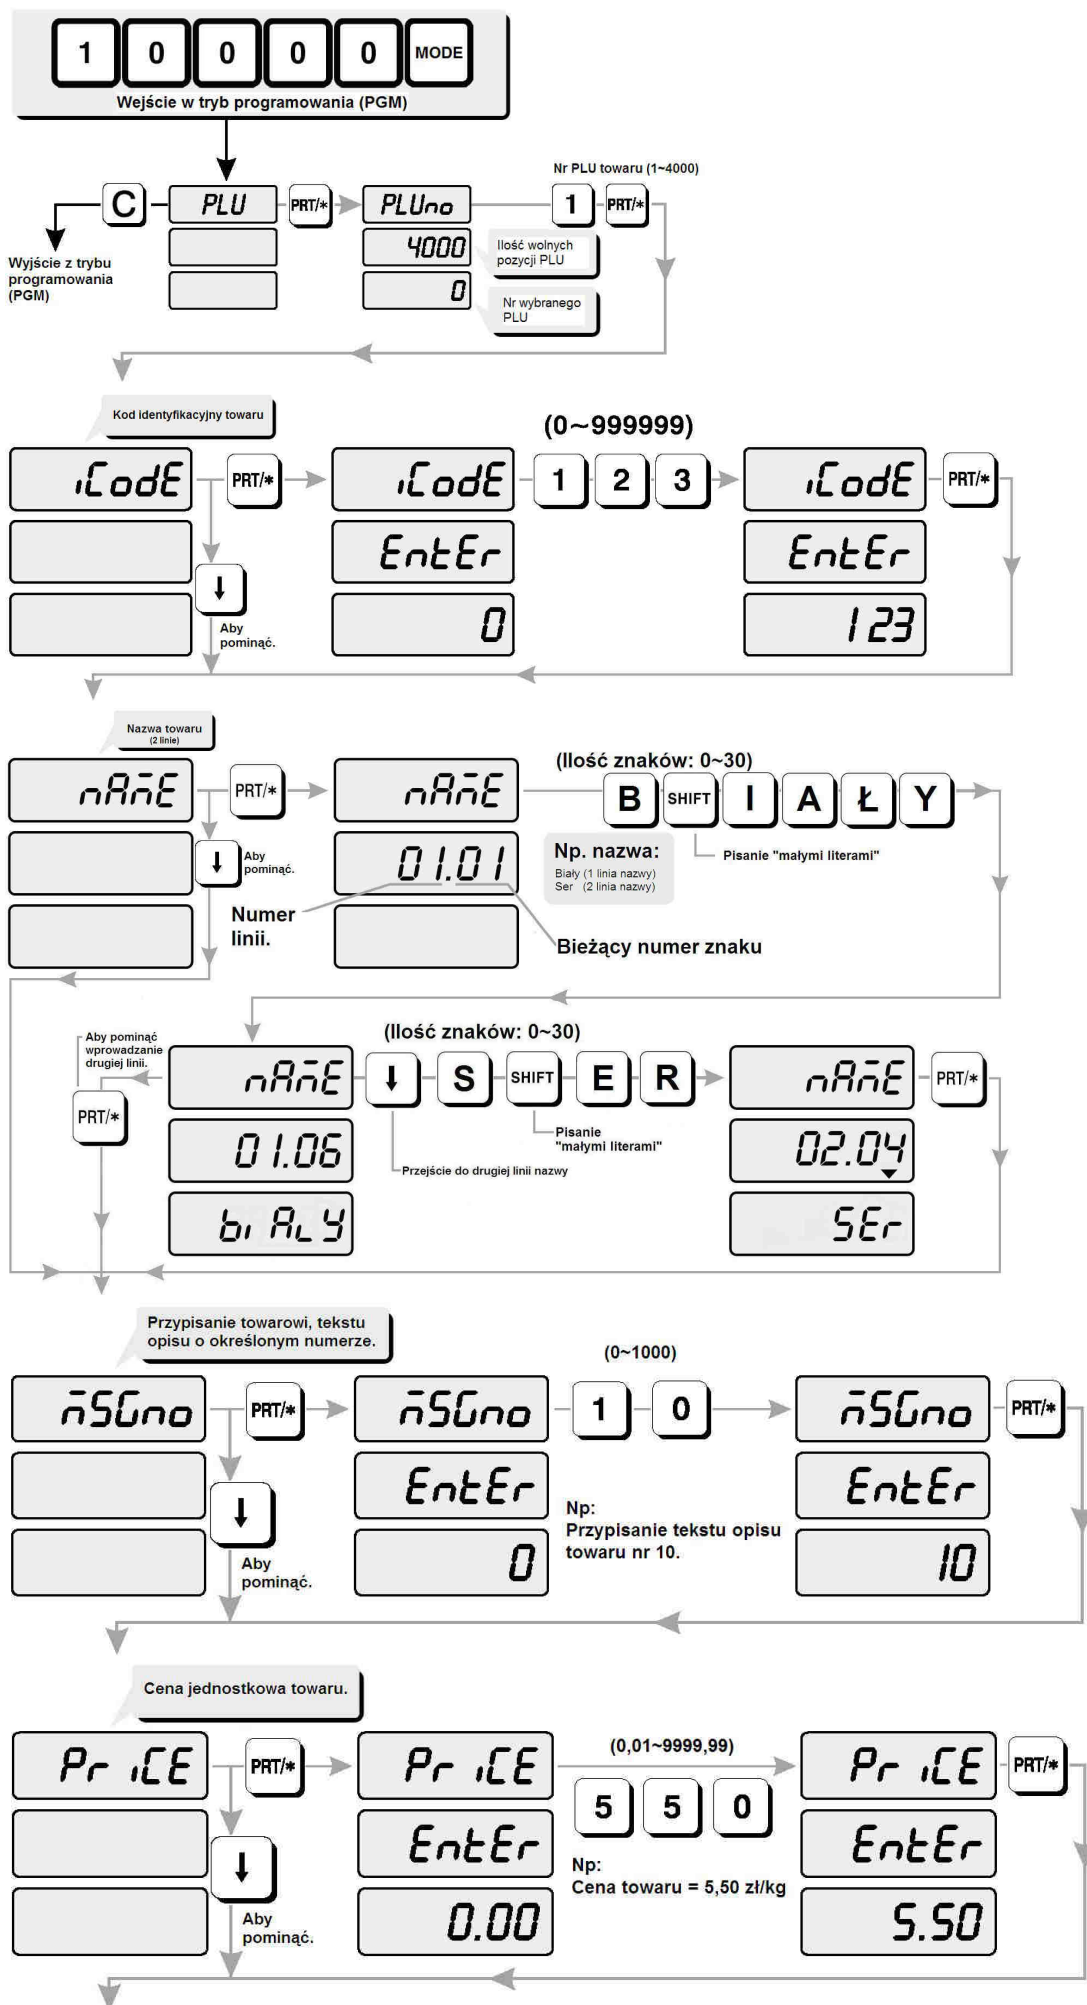 1 0 0 0 0 MODE
Wejście w tryb programowania (PGM)
Nr PLU towaru (1~4000)
C PLU PRT/* PLUno 1 PRT/*
4000
Ilość wolnych
pozycji PLU
Wyjście z trybu
programowania
(PGM)
0
Nr wybranego
PLU
Kod identyfikacyjny towaru
(0~999999)
iCodE PRT/* iCodE 1 2 3 iCodE PRT/*
EntEr EntEr
↓
Aby
pominąć.
0 123
Nazwa towaru
(2 linie)
(Ilość znaków: 0~30)
nAmE PRT/* nAmE B SHIFT I A Ł Y
↓ Aby
pominąć.
01.01
Np. nazwa:
Biały (1 linia nazwy)
Ser (2 linia nazwy)
Pisanie "małymi literami"
Numer
linii.
Bieżący numer znaku
Aby pominąć
wprowadzanie
drugiej linii.
(Ilość znaków: 0~30)
PRT/* nAmE ↓ S SHIFT E R nAmE PRT/*
Pisanie
"małymi literami"
01.06
Przejście do drugiej linii nazwy
02.04
biALY SEr
Przypisanie towarowi, tekstu
opisu o określonym numerze.
(0~1000)
mSGno PRT/* mSGno 1 0 mSGno PRT/*
EntEr EntEr
↓
Aby
pominąć.
Np:
Przypisanie tekstu opisu
towaru nr 10.
0 10
Cena jednostkowa towaru.
(0,01~9999,99)
PriCE PRT/* PriCE 5 5 0 PriCE PRT/*
EntEr EntEr
↓
Aby
pominąć.
Np:
Cena towaru = 5,50 zł/kg
0.00 5.50